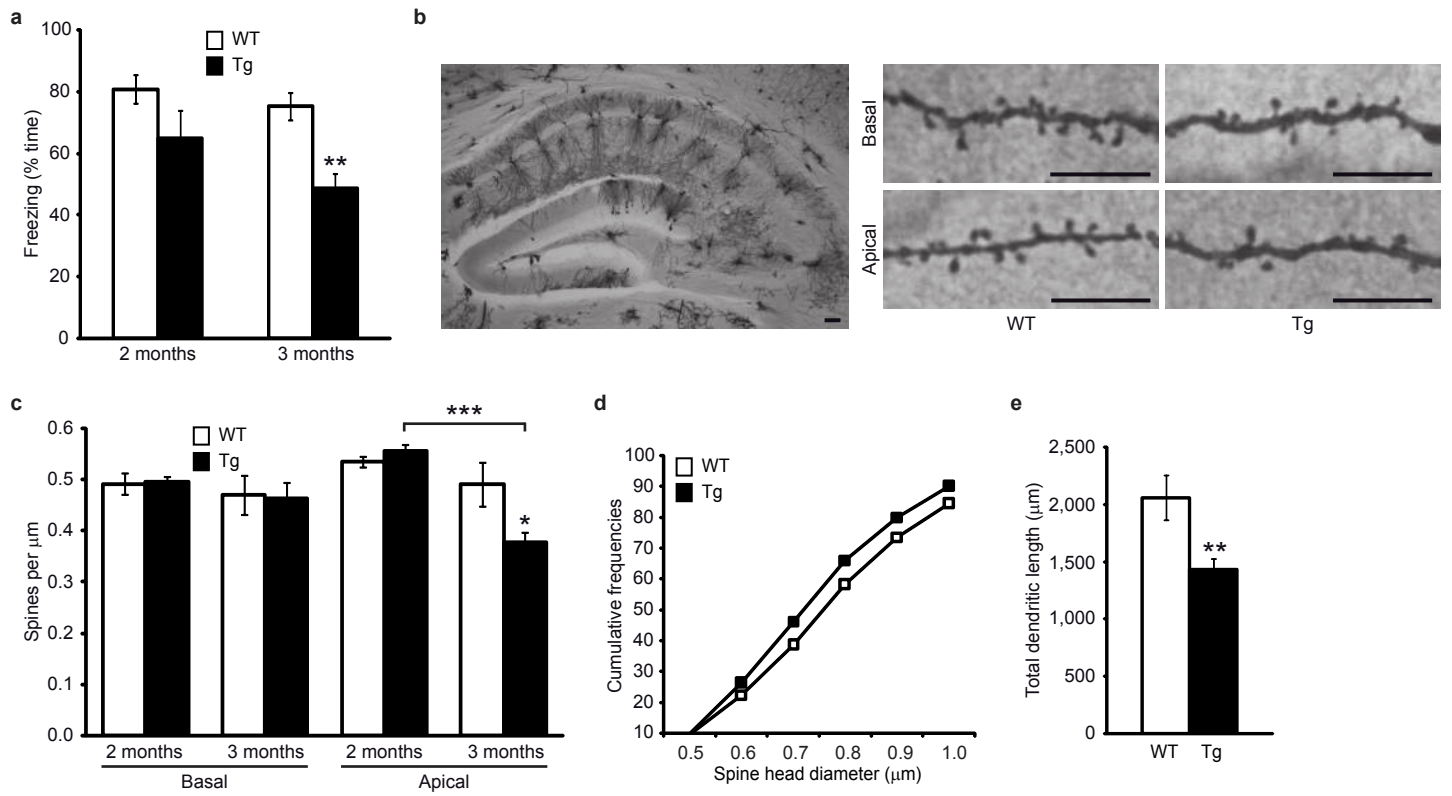 a
100
80
60
40
20
0
Freezing (% time)
WT
Tg
**
2 months
3 months
b
Basal
Apical
WT
Tg
c
0.6
0.5
0.4
0.3
0.2
0.1
0.0
Spines per μm
WT
Tg
***
*
2 months
3 months
2 months
3 months
Basal
Apical
d
100
90
80
70
60
50
40
30
20
10
Cumulative frequencies
WT
Tg
0.5
0.6
0.7
0.8
0.9
1.0
Spine head diameter (μm)
e
2,500
2,000
1,500
1,000
500
0
Total dendritic length (μm)
**
WT
Tg